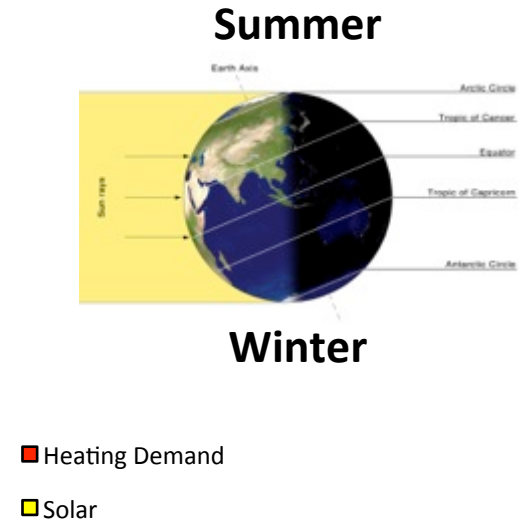 Summer
Earth Axis
Arctic Circle
Tropic of Cancer
Equator
Sun rays
Tropic of Capricorn
Antarctic Circle
Winter
Heating Demand
Solar